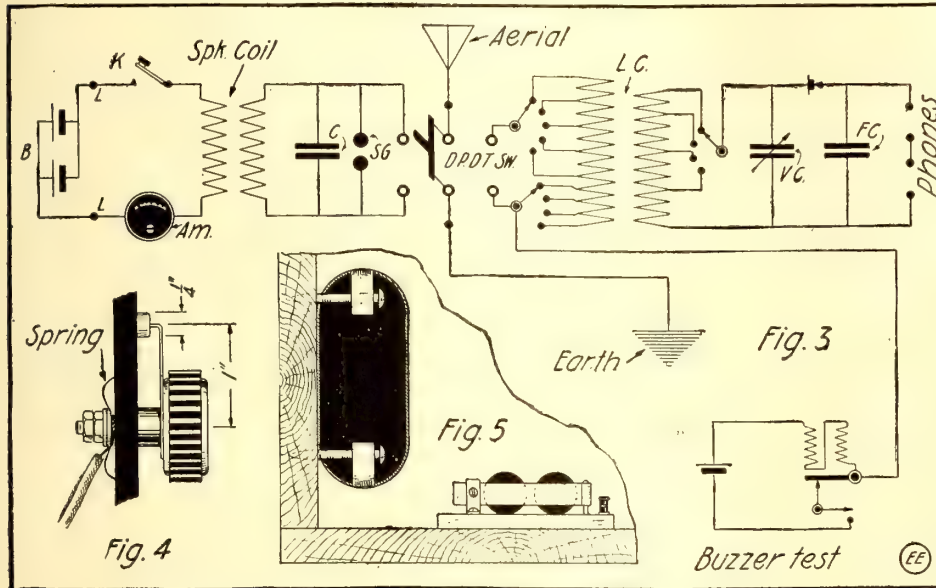 Aerial
Spk. Coil
K
L
B
L
Am.
C
SG
D.P.D.T. SW.
L.C.
V.C.
F.C.
Phones
Earth
Fig. 3
Spring
1/4"
1"
Fig. 4
Fig. 5
Buzzer test
EE